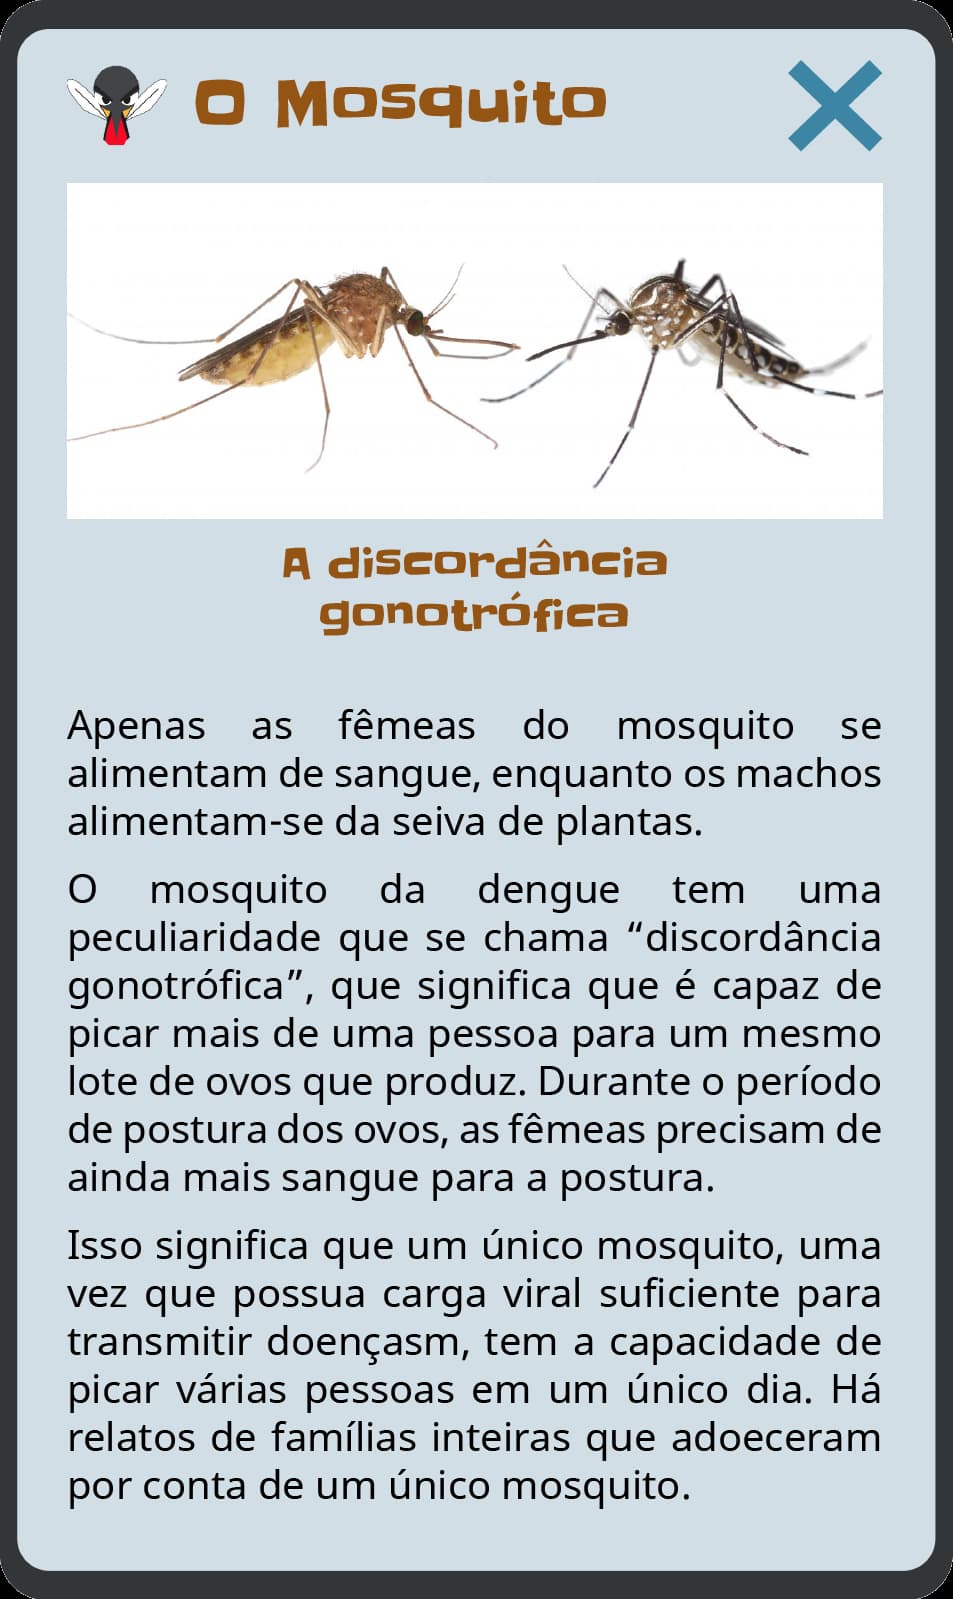 O Mosquito
A discordância
gonotrófica
Apenas as fêmeas do mosquito se
alimentam de sangue, enquanto os machos
alimentam-se da seiva de plantas.
O mosquito da dengue tem uma
peculiaridade que se chama “discordância
gonotrófica”, que significa que é capaz de
picar mais de uma pessoa para um mesmo
lote de ovos que produz. Durante o período
de postura dos ovos, as fêmeas precisam de
ainda mais sangue para a postura.
Isso significa que um único mosquito, uma
vez que possua carga viral suficiente para
transmitir doençasm, tem a capacidade de
picar várias pessoas em um único dia. Há
relatos de famílias inteiras que adoeceram
por conta de um único mosquito.